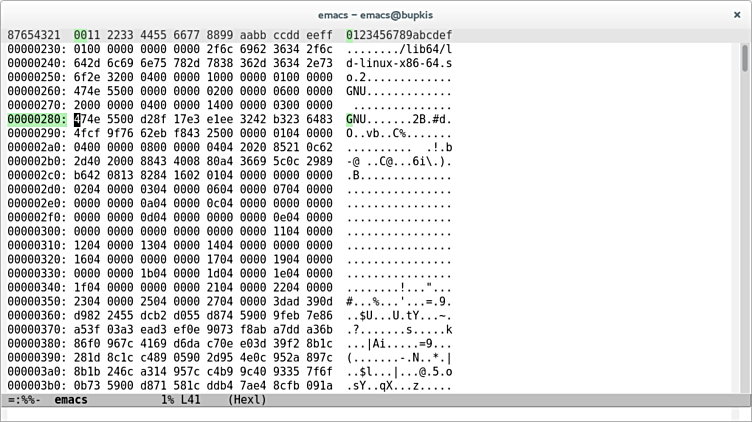 emacs – emacs@bupkis
×
87654321  0011 2233 4455 6677 8899 aabb ccdd eeff  0123456789abcdef
00000230: 0100 0000 0000 0000 2f6c 6962 3634 2f6c  ......../lib64/l
00000240: 642d 6c69 6e75 782d 7838 362d 3634 2e73  d-linux-x86-64.s
00000250: 6f2e 3200 0400 0000 1000 0000 0100 0000  o.2.............
00000260: 474e 5500 0000 0000 0200 0000 0600 0000  GNU.............
00000270: 2000 0000 0400 0000 1400 0000 0300 0000   ...............
00000280: 474e 5500 d28f 17e3 e1ee 3242 b323 6483  GNU.......2B.#d.
00000290: 4fcf 9f76 62eb f843 2500 0000 0104 0000  O..vb..C%.......
000002a0: 0400 0000 0800 0000 0404 2020 8521 0c62  ..........  .!.b
000002b0: 2d40 2000 8843 4008 80a4 3669 5c0c 2989  -@ ..C@...6i\.).
000002c0: b642 0813 8284 1602 0104 0000 0000 0000  .B..............
000002d0: 0204 0000 0304 0000 0604 0000 0704 0000  ................
000002e0: 0000 0000 0a04 0000 0c04 0000 0000 0000  ................
000002f0: 0000 0000 0d04 0000 0000 0000 0e04 0000  ................
00000300: 0000 0000 0000 0000 0000 0000 1104 0000  ................
00000310: 1204 0000 1304 0000 1404 0000 0000 0000  ................
00000320: 1604 0000 0000 0000 1704 0000 1904 0000  ................
00000330: 0000 0000 1b04 0000 1d04 0000 1e04 0000  ................
00000340: 1f04 0000 0000 0000 2104 0000 2204 0000  ........!..."...
00000350: 2304 0000 2504 0000 2704 0000 3dad 390d  #...%...'...=.9.
00000360: d982 2455 dcb2 d055 d874 5900 9feb 7e86  ..$U...U.tY...~.
00000370: a53f 03a3 ead3 ef0e 9073 f8ab a7dd a36b  .?.......s.....k
00000380: 86f0 967c 4169 d6da c70e e03d 39f2 8b1c  ...|Ai.....=9...
00000390: 281d 8c1c c489 0590 2d95 4e0c 952a 897c  (.......-.N..*.|
000003a0: 8b1b 246c a314 957c c4b9 9c40 9335 7f6f  ..$l...|...@.5.o
000003b0: 0b73 5900 d871 581c ddb4 7ae4 8cfb 091a  .sY..qX...z.....
=:%%-  emacs          1% L41    (Hexl)